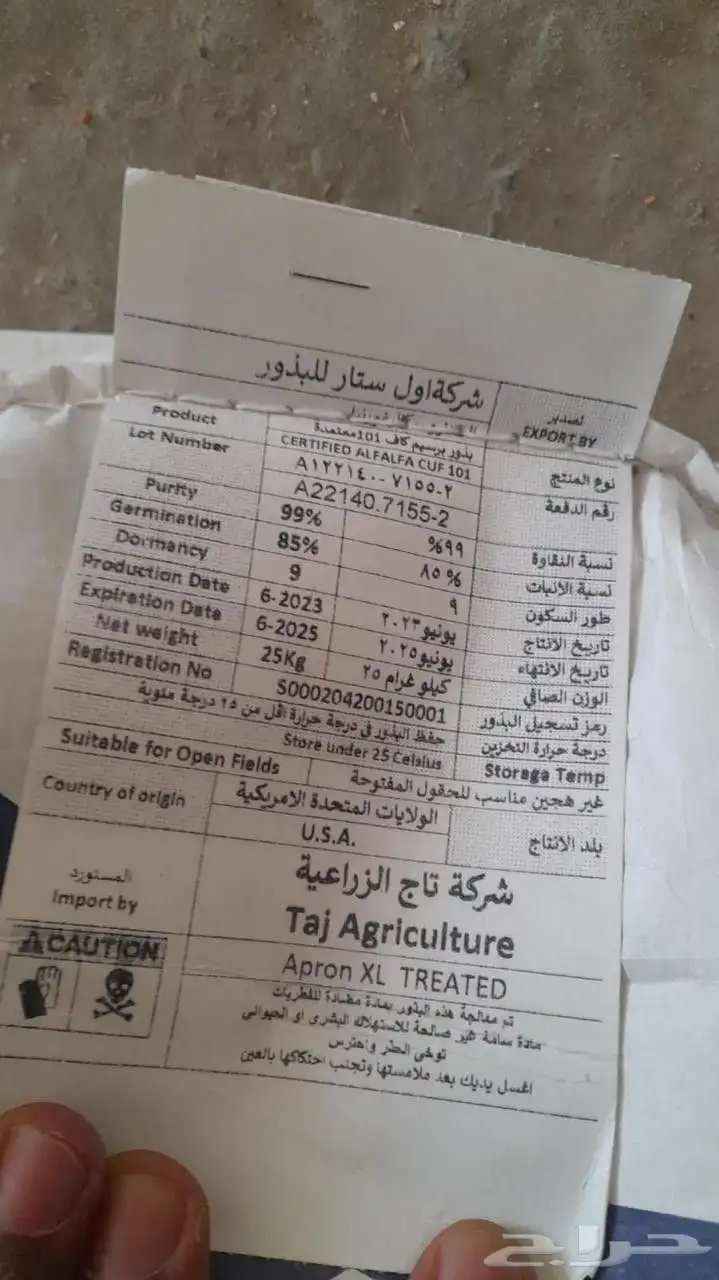 شركة اول ستار للبذور
لتصدير
EXPORT BY
Product
بذور برسيم كاف 101 معتمدة
CERTIFIED ALFALFA CUF 101
نوع المنتج
Lot Number
A١٢٢١٤٠.٧١٥٥-٢
A22140.7155-2
رقم الدفعة
Purity 99% %٩٩ نسبة النقاوة
Germination 85% ٨٥% نسبة الانبات
Dormancy 9 ٩ طور السكون
Production Date 6-2023 يونيو٢٠٢٣ تاريخ الانتاج
Expiration Date 6-2025 يونيو٢٠٢٥ تاريخ الانتهاء
Net weight 25Kg كيلو غرام ٢٥ الوزن الصافي
Registration No S000204200150001 رمز تسجيل البذور
حفظ البذور في درجة حرارة اقل من ٢٥ درجة مئوية
درجة حرارة التخزين
Store under 25 Celsius
Storage Temp
Suitable for Open Fields غير هجين مناسب للحقول المفتوحة
Country of origin
الولايات المتحدة الامريكية
U.S.A.
بلد الانتاج
المستورد
Import by
شركة تاج الزراعية
Taj Agriculture
CAUTION
Apron XL TREATED
تم معالجة هذه البذور بمادة مضادة للفطريات
مادة سامة غير صالحة للاستهلاك البشري او الحيواني
توخى الحذر واحترس
اغسل يديك بعد ملامستها وتجنب احتكاكها بالعين
حراج